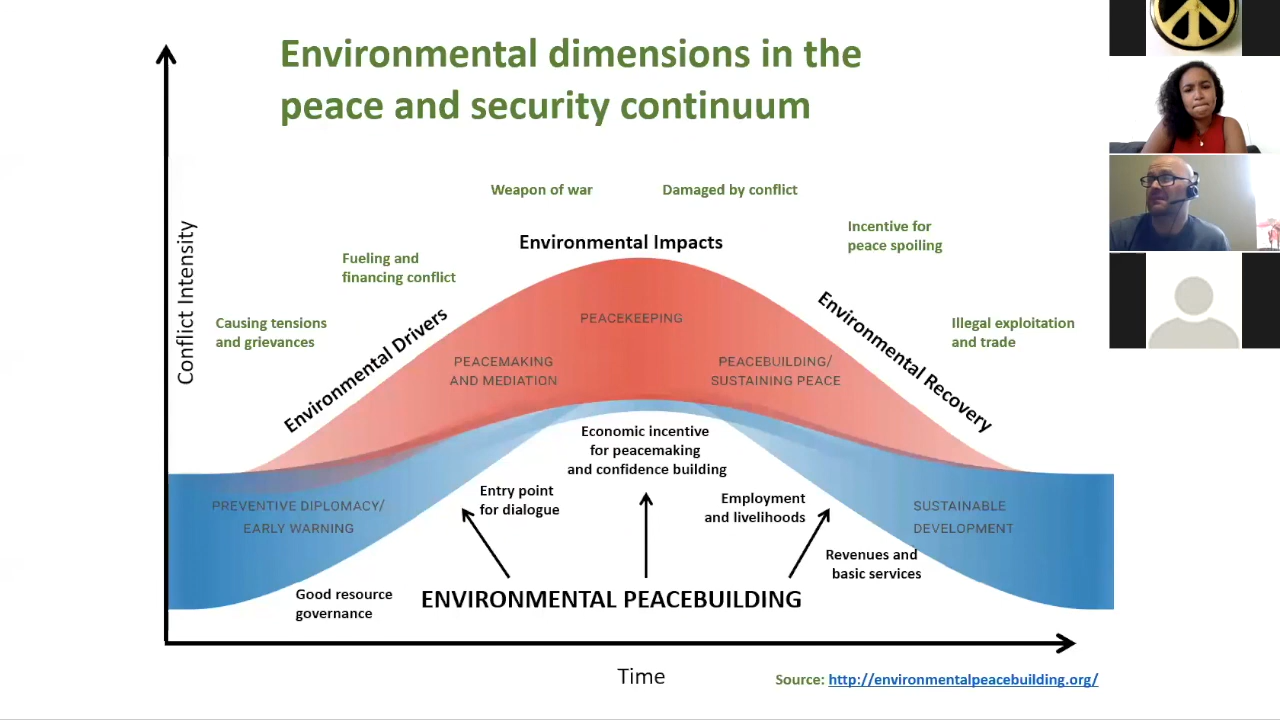 Environmental dimensions in the
peace and security continuum
Weapon of war
Damaged by conflict
Incentive for
peace spoiling
Environmental Impacts
Fueling and
financing conflict
Causing tensions
and grievances
Illegal exploitation
and trade
Conflict Intensity
Environmental Drivers
Environmental Recovery
PEACEKEEPING
PEACEMAKING
AND MEDIATION
PEACEBUILDING/
SUSTAINING PEACE
PREVENTIVE DIPLOMACY/
EARLY WARNING
SUSTAINABLE
DEVELOPMENT
Economic incentive
for peacemaking
and confidence building
Entry point
for dialogue
Employment
and livelihoods
Revenues and
basic services
Good resource
governance
ENVIRONMENTAL PEACEBUILDING
Time
Source: http://environmentalpeacebuilding.org/